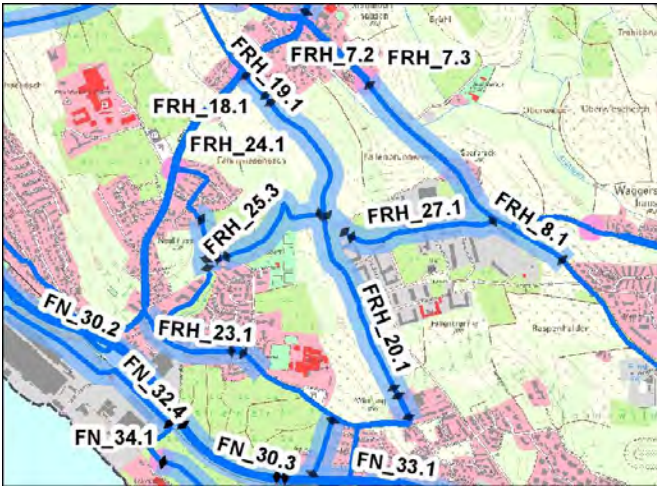 FRH_7.2
FRH_7.3
FRH_19.1
FRH_18.1
FRH_24.1
FRH_25.3
FRH_27.1
FRH_8.1
Waggers
FN_30.2
FRH_23.1
FRH_20.1
FN_32.4
FN_34.1
FN_30.3
FN_33.1